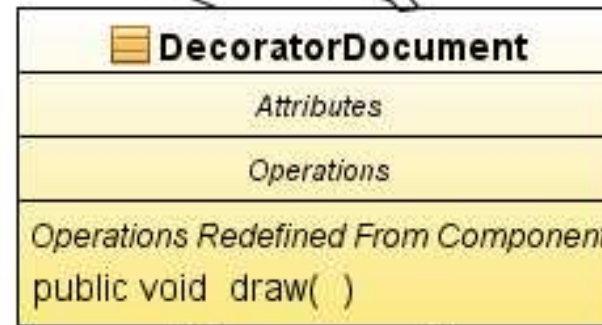 DecoratorDocument
Attributes
Operations
Operations Redefined From Component
public void draw( )